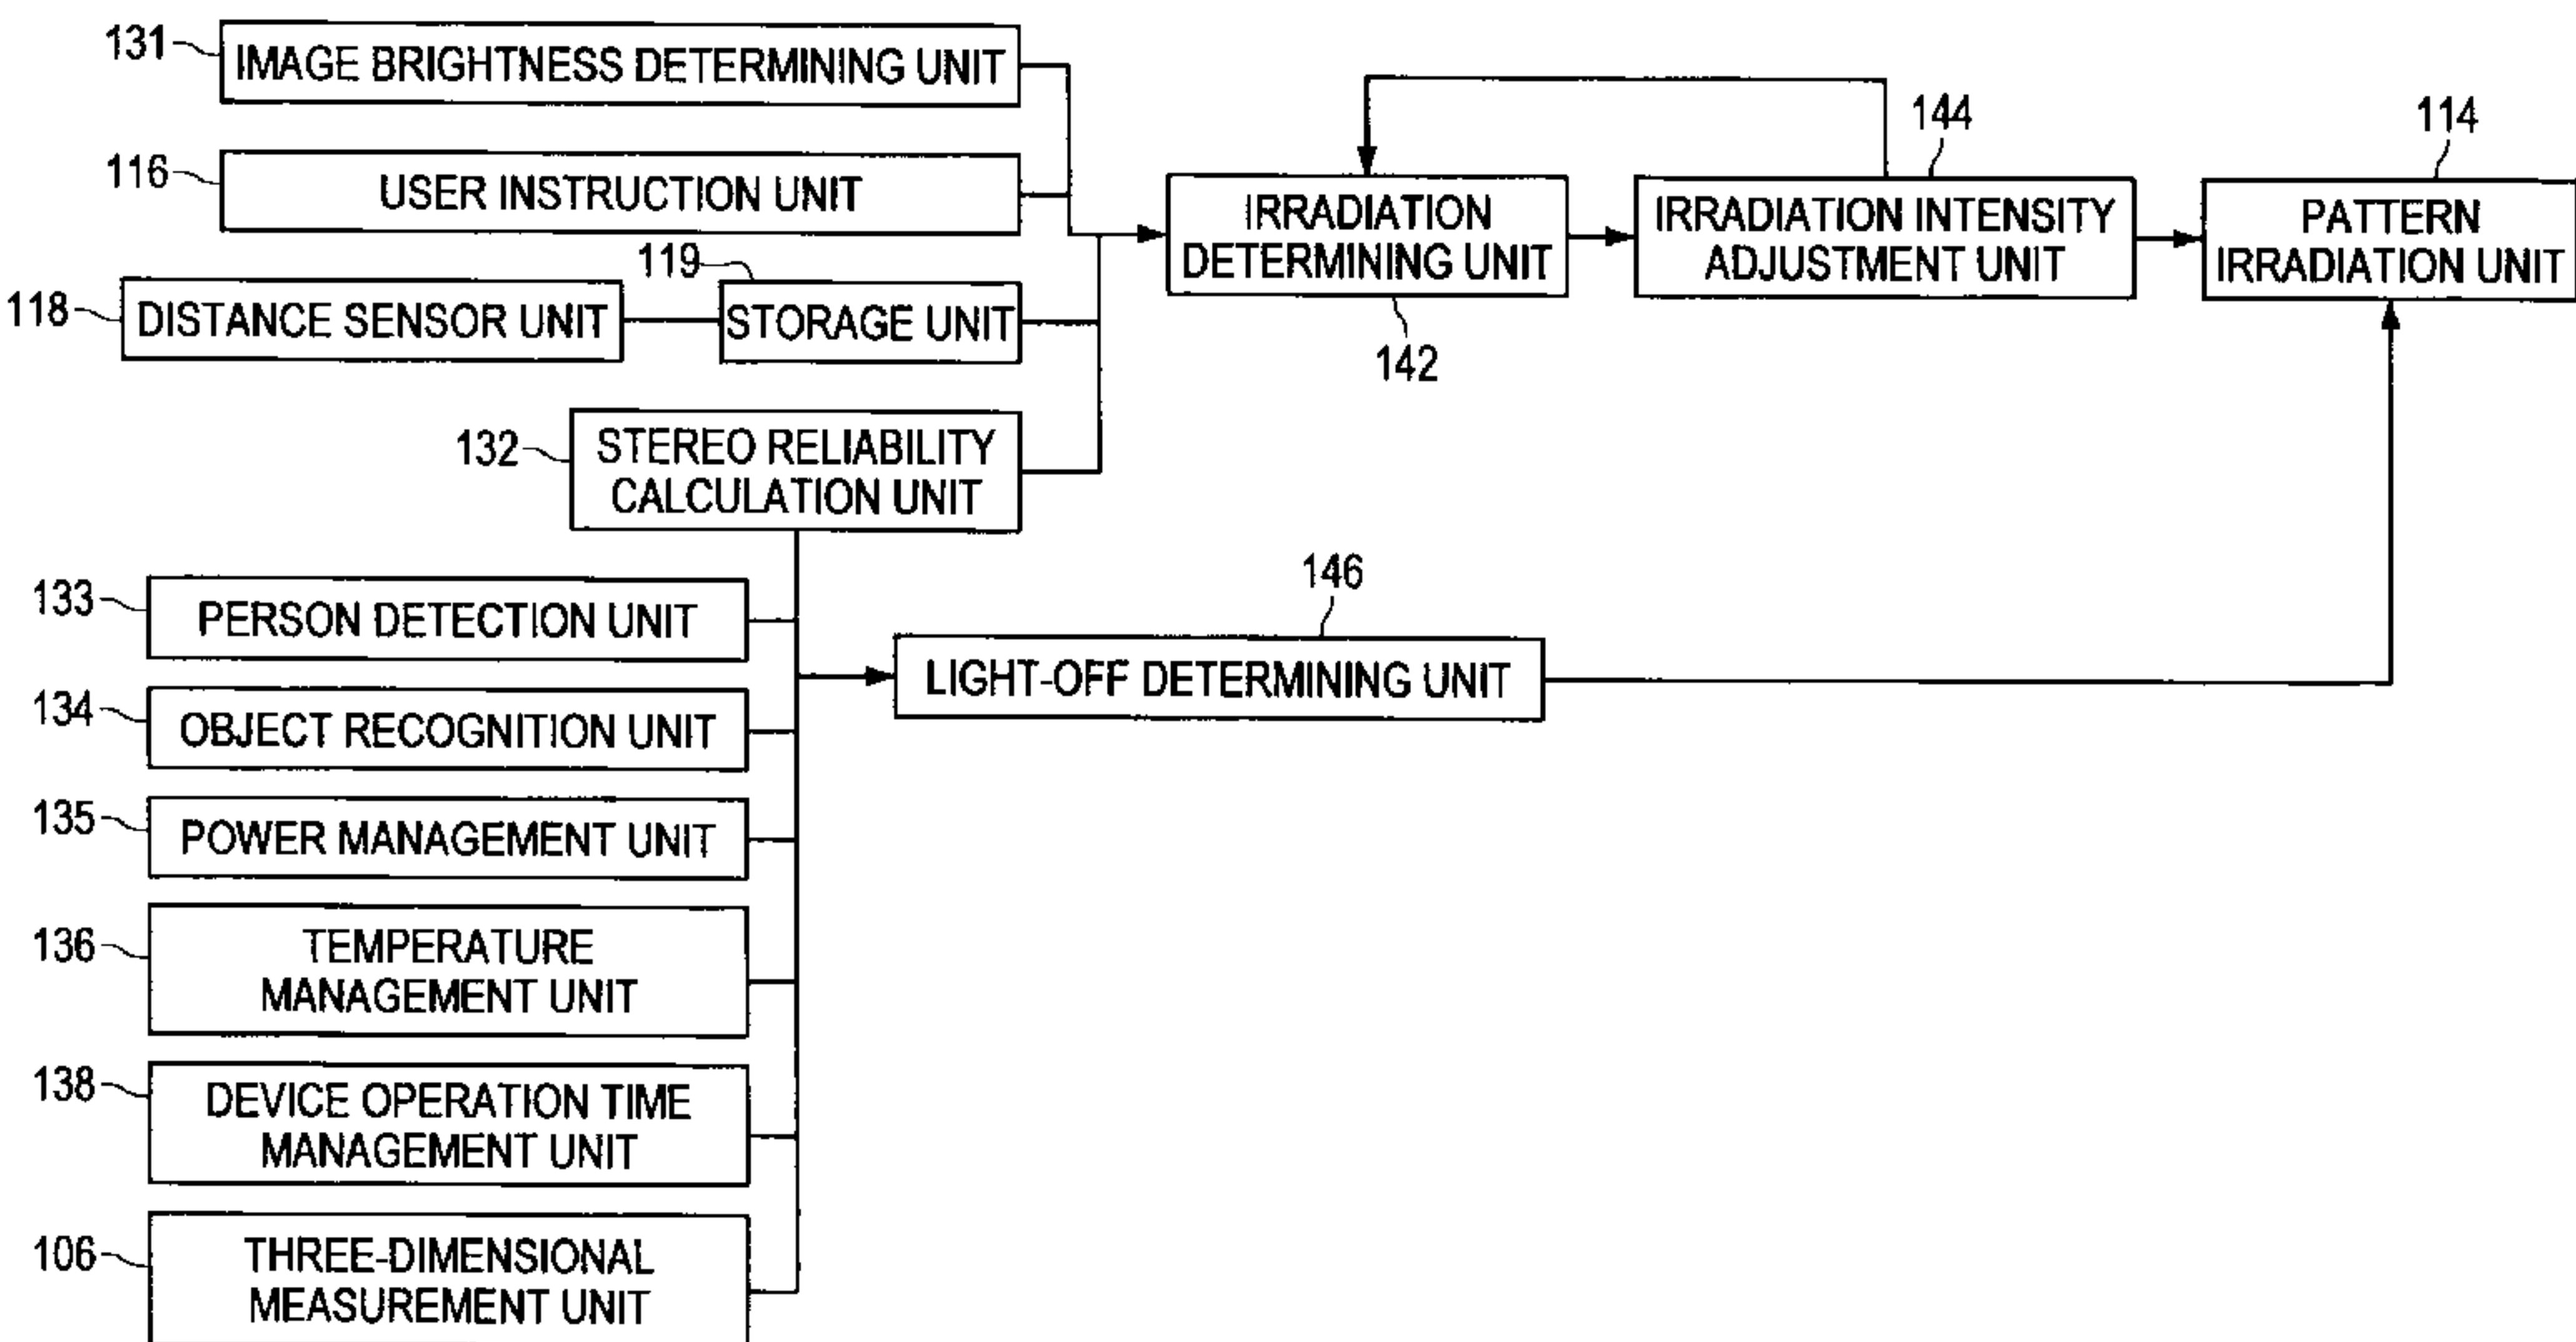 131
IMAGE BRIGHTNESS DETERMINING UNIT
116
USER INSTRUCTION UNIT
118
DISTANCE SENSOR UNIT
119
STORAGE UNIT
132
STEREO RELIABILITY
CALCULATION UNIT
142
IRRADIATION
DETERMINING UNIT
144
IRRADIATION INTENSITY
ADJUSTMENT UNIT
114
PATTERN
IRRADIATION UNIT
133
PERSON DETECTION UNIT
134
OBJECT RECOGNITION UNIT
135
POWER MANAGEMENT UNIT
136
TEMPERATURE
MANAGEMENT UNIT
138
DEVICE OPERATION TIME
MANAGEMENT UNIT
106
THREE-DIMENSIONAL
MEASUREMENT UNIT
146
LIGHT-OFF DETERMINING UNIT